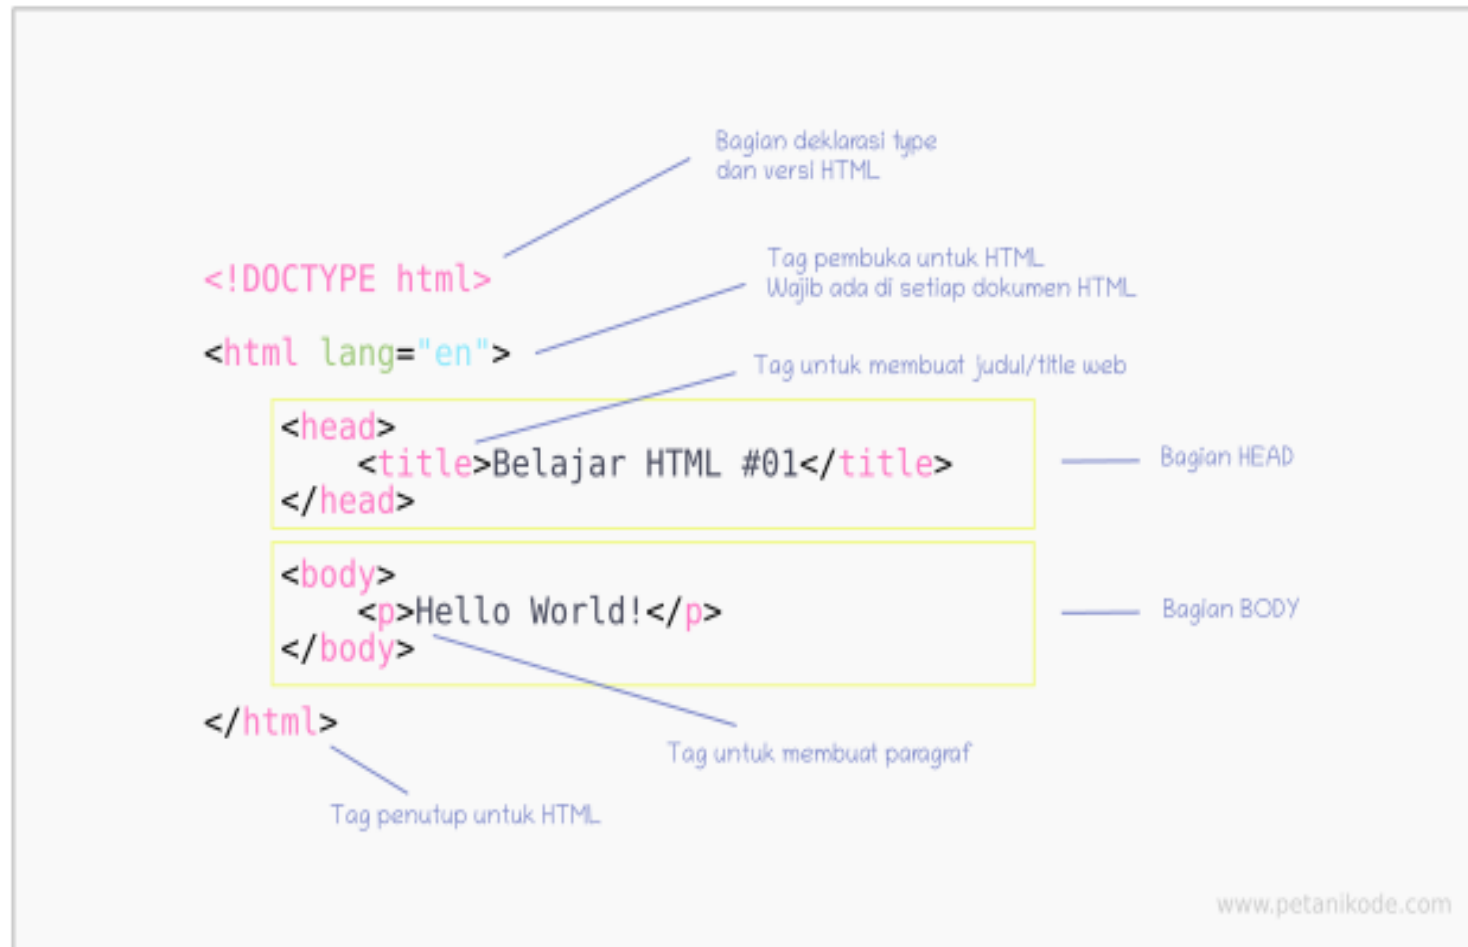 Bagian deklarasi type
dan versi HTML
<!DOCTYPE html>
Tag pembuka untuk HTML
Wajib ada di setiap dokumen HTML
<html lang="en">
Tag untuk membuat judul/title web
<head>
<title>Belajar HTML #01</title>
</head>
Bagian HEAD
<body>
<p>Hello World!</p>
</body>
Bagian BODY
</html>
Tag untuk membuat paragraf
Tag penutup untuk HTML
www.petanikode.com